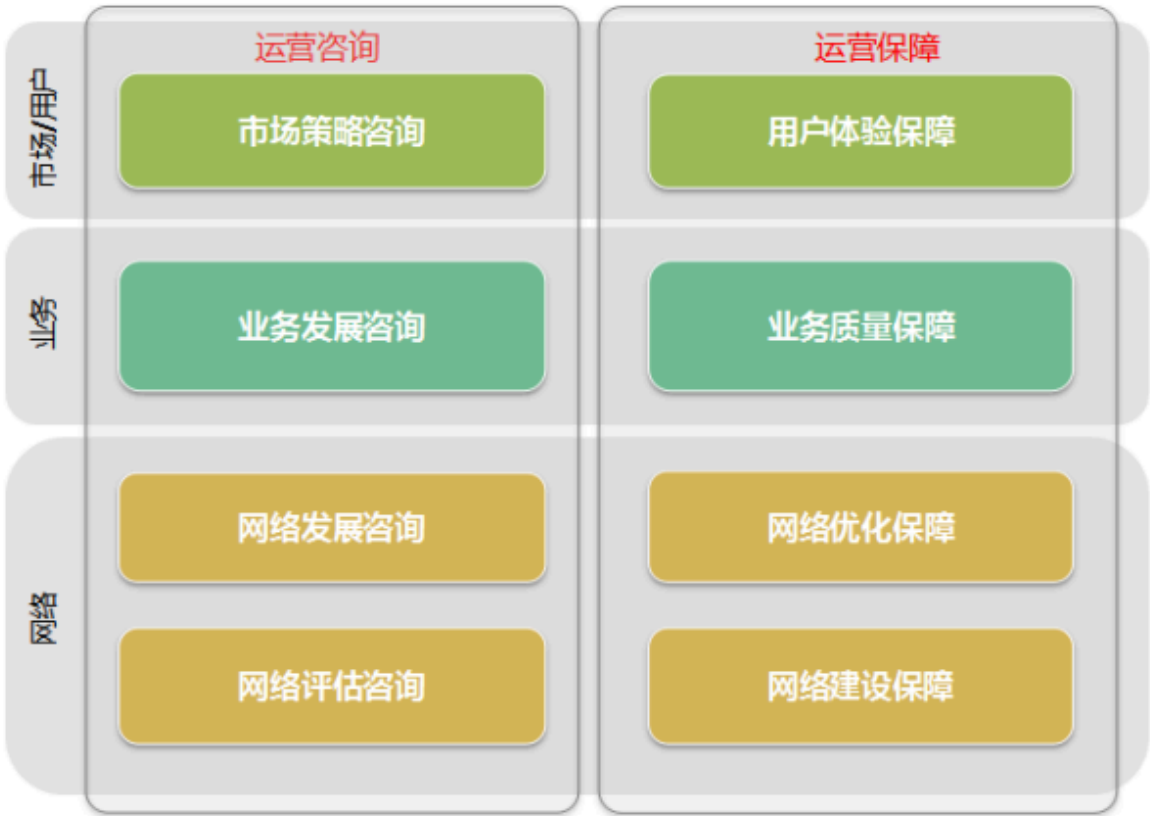 运营咨询
运营保障
市场/用户
市场策略咨询
用户体验保障
业务
业务发展咨询
业务质量保障
网络
网络发展咨询
网络优化保障
网络评估咨询
网络建设保障